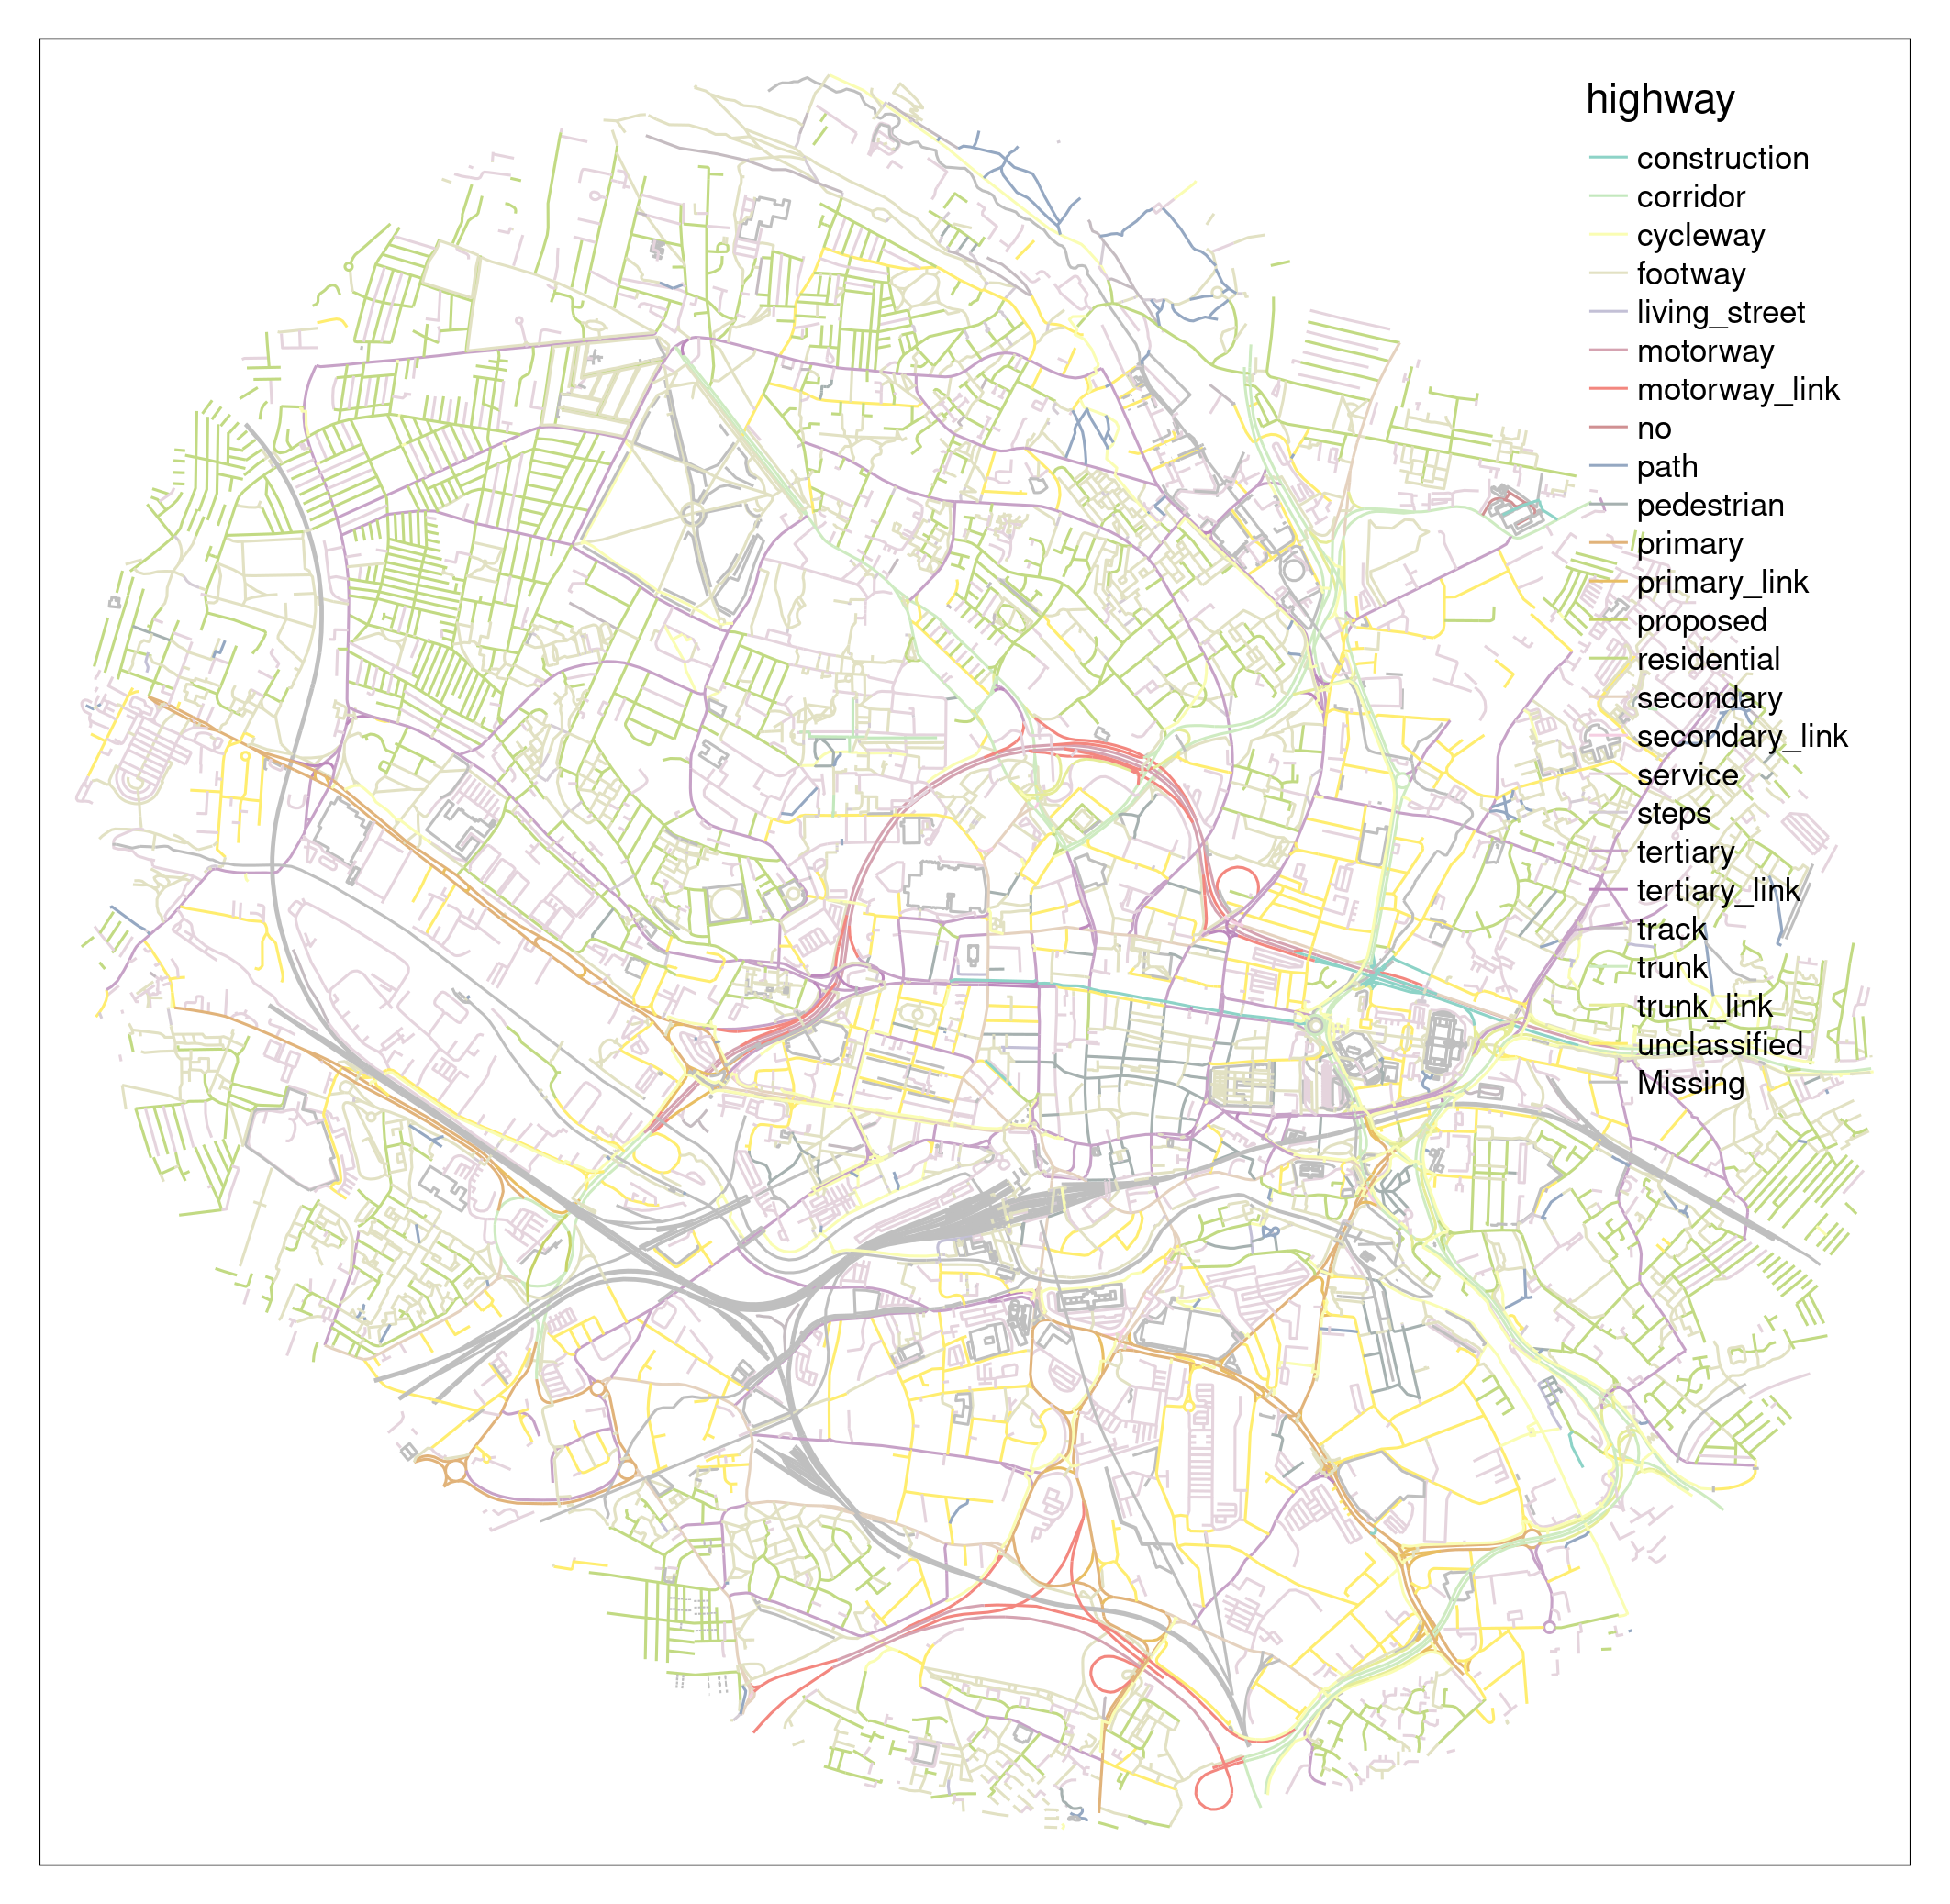 highway
construction
corridor
cycleway
footway
living_street
motorway
motorway_link
no
path
pedestrian
primary
primary_link
proposed
residential
secondary
secondary_link
service
steps
tertiary
tertiary_link
track
trunk
trunk_link
unclassified
Missing